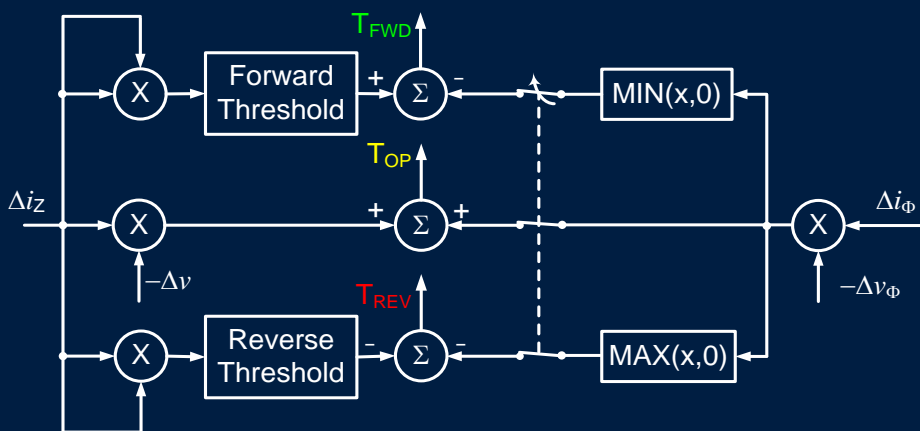 T_FWD
X
Forward
Threshold
+
Σ
-
MIN(x,0)
T_OP
Δi_Z
X
+
Σ
+
X
Δi_Φ
−Δv
−Δv_Φ
T_REV
X
Reverse
Threshold
-
Σ
-
MAX(x,0)